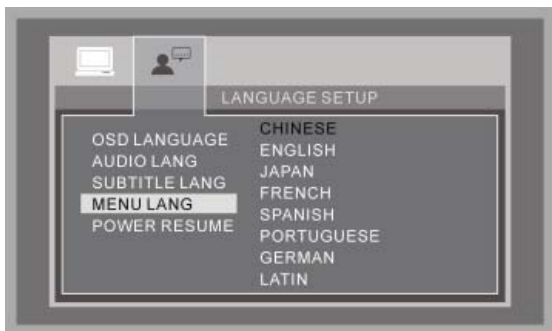 LANGUAGE SETUP
OSD LANGUAGE
AUDIO LANG
SUBTITLE LANG
MENU LANG
POWER RESUME
CHINESE
ENGLISH
JAPAN
FRENCH
SPANISH
PORTUGUESE
GERMAN
LATIN